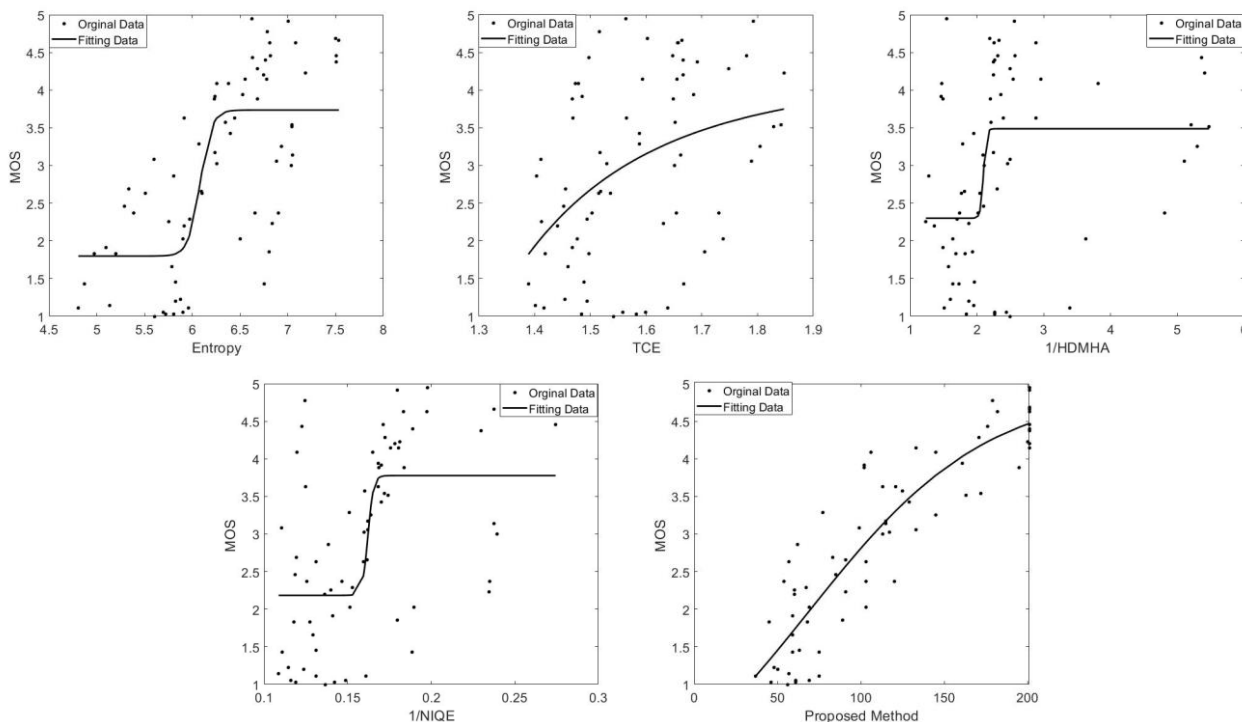 5
4.5
4
3.5
3
2.5
2
1.5
1
MOS
Orginal Data
Fitting Data
4.5 5 5.5 6 6.5 7 7.5 8
Entropy
5
4.5
4
3.5
3
2.5
2
1.5
1
MOS
Orginal Data
Fitting Data
1.3 1.4 1.5 1.6 1.7 1.8 1.9
TCE
5
4.5
4
3.5
3
2.5
2
1.5
1
MOS
Orginal Data
Fitting Data
1 2 3 4 5 6
1/HDMHA
5
4.5
4
3.5
3
2.5
2
1.5
1
MOS
Orginal Data
Fitting Data
0.1 0.15 0.2 0.25 0.3
1/NIQE
5
4.5
4
3.5
3
2.5
2
1.5
1
MOS
Orginal Data
Fitting Data
0 50 100 150 200
Proposed Method